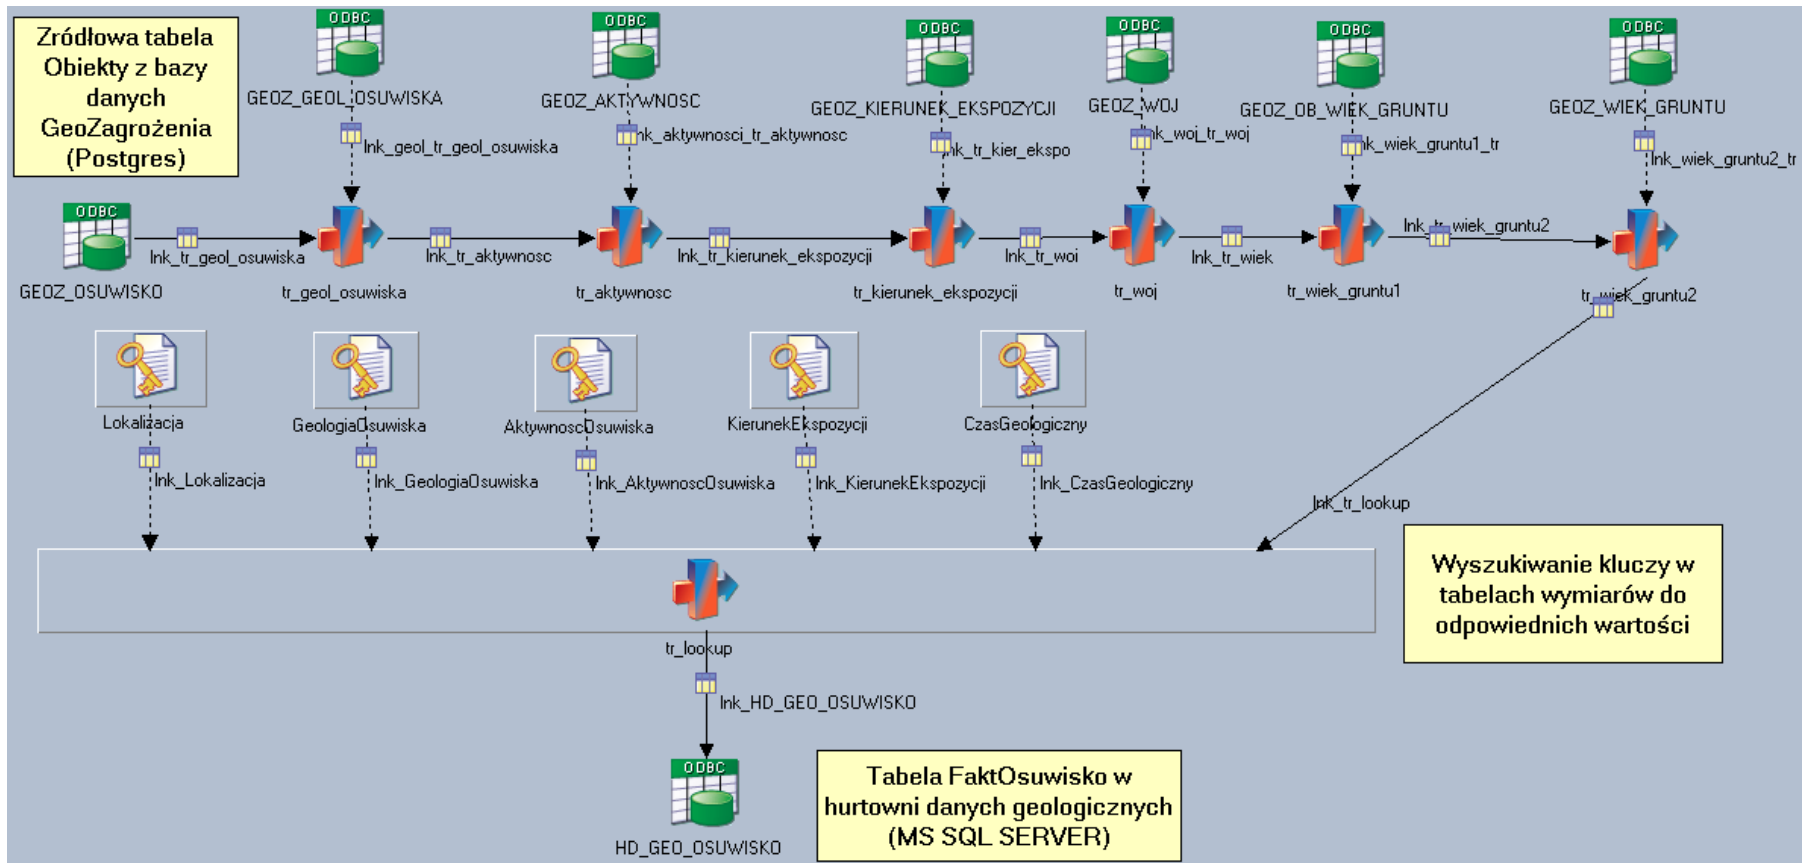 Zródłowa tabela
Obiekty z bazy
danych
GeoZagrożenia
(Postgres)
ODBC
GEOZ_GEOL_OSUWISKA
ODBC
GEOZ_AKTYWNOSC
ODBC
GEOZ_KIERUNEK_EKSPOZYCJI
ODBC
GEOZ_WOJ
ODBC
GEOZ_OB_WIEK_GRUNTU
ODBC
GEOZ_WIEK_GRUNTU
lnk_geol_tr_geol_osuwiska
lnk_aktywnosci_tr_aktywnosc
lnk_tr_kier_ekspo
lnk_woj_tr_woj
lnk_wiek_gruntu1_tr
lnk_wiek_gruntu2_tr
ODBC
GEOZ_OSUWISKO
lnk_tr_geol_osuwiska
tr_geol_osuwiska
lnk_tr_aktywnosc
tr_aktywnosc
lnk_tr_kierunek_ekspozycji
tr_kierunek_ekspozycji
lnk_tr_woi
tr_woj
lnk_tr_wiek
tr_wiek_gruntu1
lnk_tr_wiek_gruntu2
tr_wiek_gruntu2
Lokalizacja
GeologiaOsuwiska
AktywnoscOsuwiska
KierunekEkspozycji
CzasGeologiczny
lnk_Lokalizacja
lnk_GeologiaOsuwiska
lnk_AktywnoscOsuwiska
lnk_KierunekEkspozycji
lnk_CzasGeologiczny
lnk_tr_lookup
Wyszukiwanie kluczy w
tabelach wymiarów do
odpowiednich wartości
tr_lookup
lnk_HD_GEO_OSUWISKO
ODBC
HD_GEO_OSUWISKO
Tabela FaktOsuwisko w
hurtowni danych geologicznych
(MS SQL SERVER)